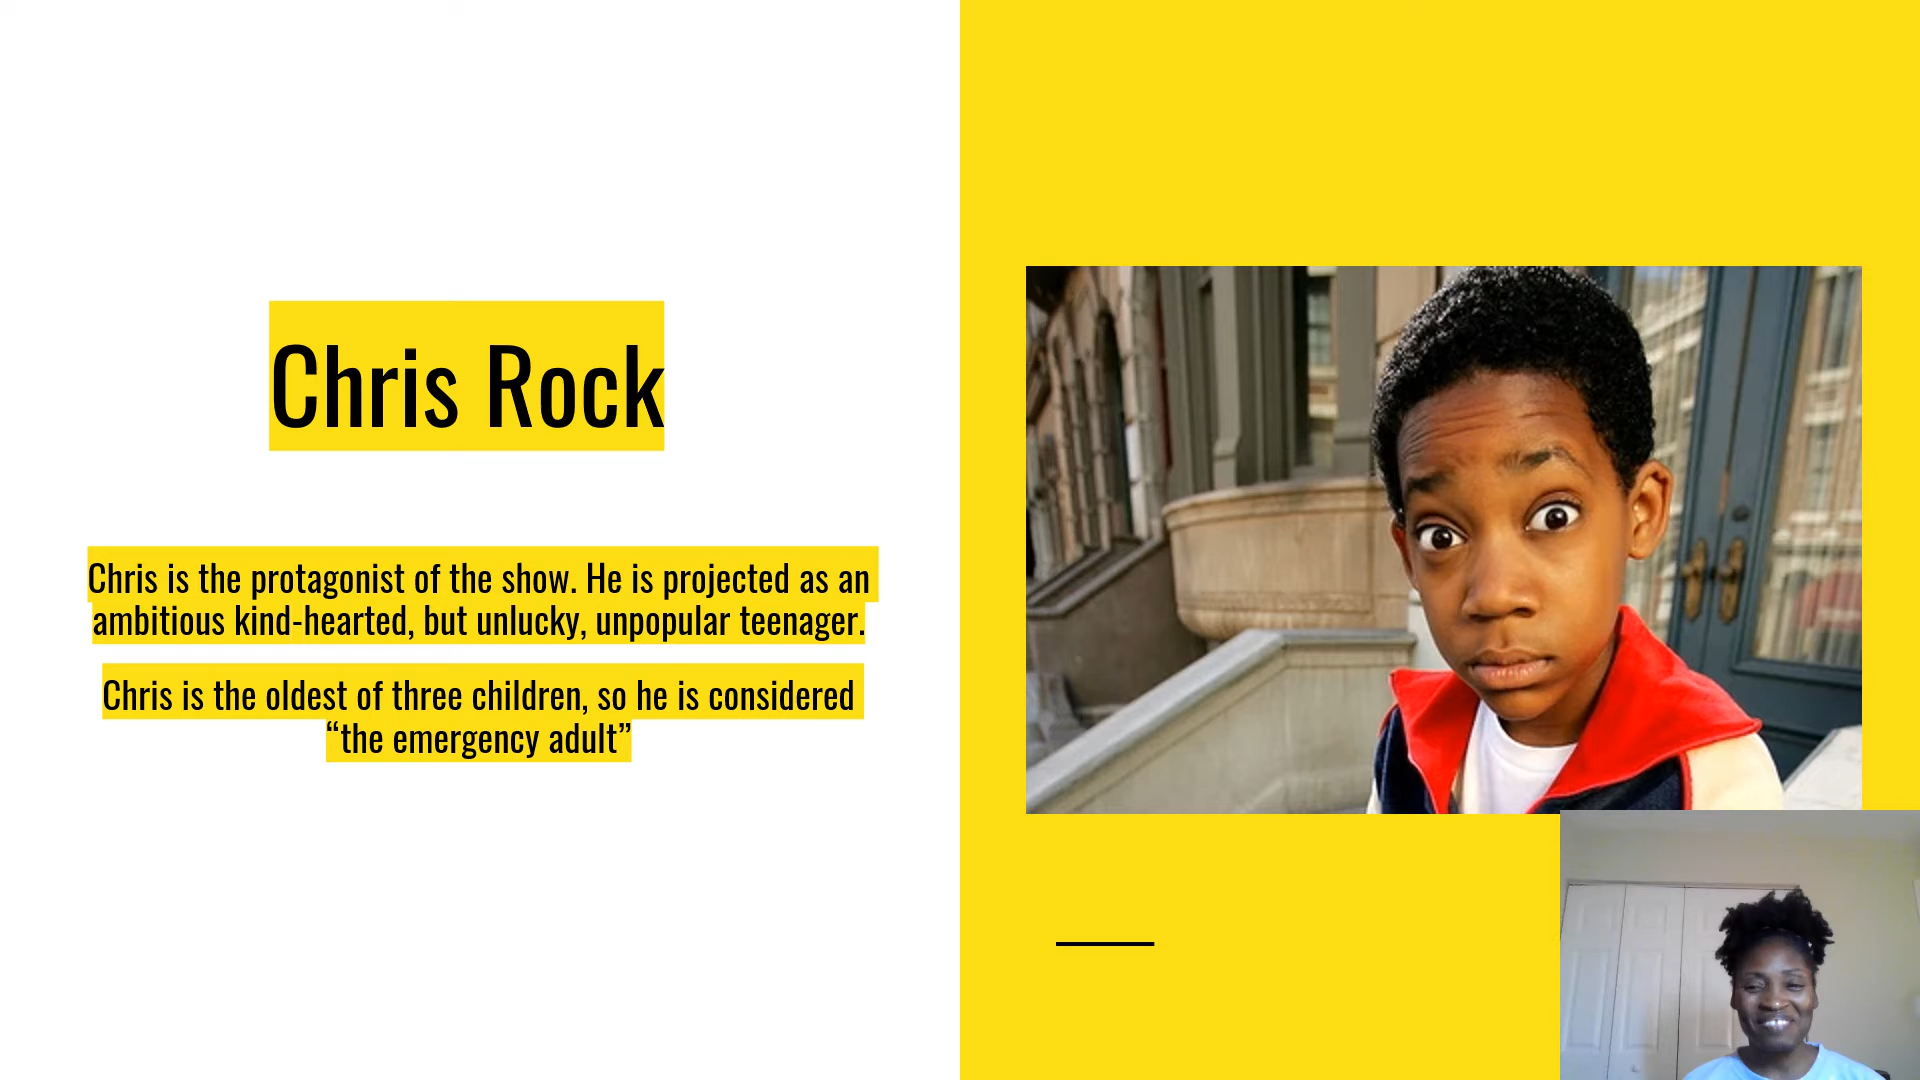 Chris Rock
Chris is the protagonist of the show. He is projected as an
ambitious kind-hearted, but unlucky, unpopular teenager.
Chris is the oldest of three children, so he is considered
“the emergency adult”